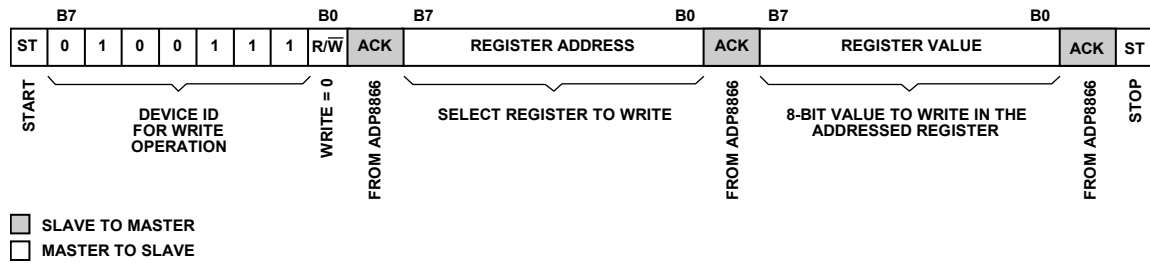 B7 B0 B7 B0 B7 B0
ST 0 1 0 0 1 1 1 R/W̅ ACK REGISTER ADDRESS ACK REGISTER VALUE ACK ST
START
DEVICE ID
FOR WRITE
OPERATION
WRITE = 0
FROM ADP8866
SELECT REGISTER TO WRITE
FROM ADP8866
8-BIT VALUE TO WRITE IN THE
ADDRESSED REGISTER
FROM ADP8866
STOP
SLAVE TO MASTER
MASTER TO SLAVE